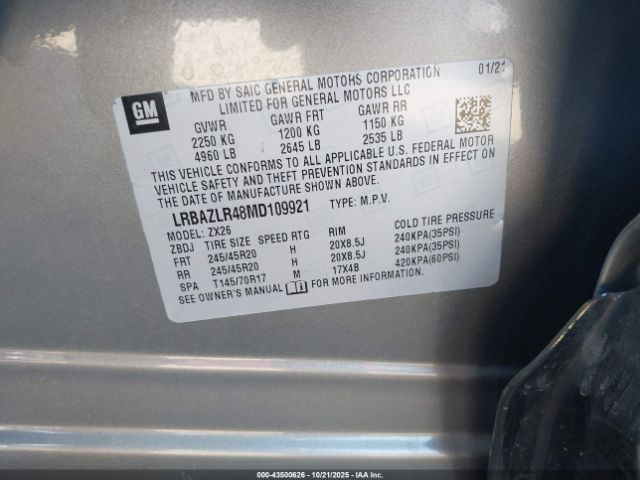 GM
MFD BY SAIC GENERAL MOTORS CORPORATION 01/21
LIMITED FOR GENERAL MOTORS LLC
GVWR GAWR FRT GAWR RR
2250 KG 1200 KG 1150 KG
4960 LB 2645 LB 2535 LB
THIS VEHICLE CONFORMS TO ALL APPLICABLE U.S. FEDERAL MOTOR
VEHICLE SAFETY AND THEFT PREVENTION STANDARDS IN EFFECT ON
THE DATE OF MANUFACTURE SHOWN ABOVE.
LRBAZLR48MD109921 TYPE: M.P.V.
MODEL: ZX26
ZBDJ TIRE SIZE SPEED RTG RIM COLD TIRE PRESSURE
FRT 245/45R20 H 20X8.5J 240KPA(35PSI)
RR 245/45R20 H 20X8.5J 240KPA(35PSI)
SPA T145/70R17 M 17X4B 420KPA(60PSI)
SEE OWNER'S MANUAL FOR MORE INFORMATION.
000-43500626 - 10/21/2025 - IAA, Inc.